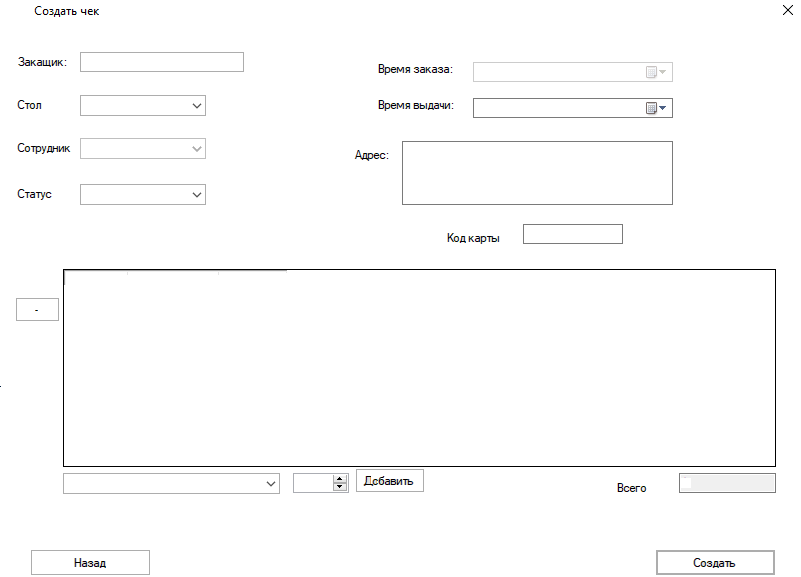 Создать чек
Закащик:
Время заказа:
Стол
Время выдачи:
Сотрудник
Адрес:
Статус
Код карты
-
Добавить
Всего
Назад
Создать